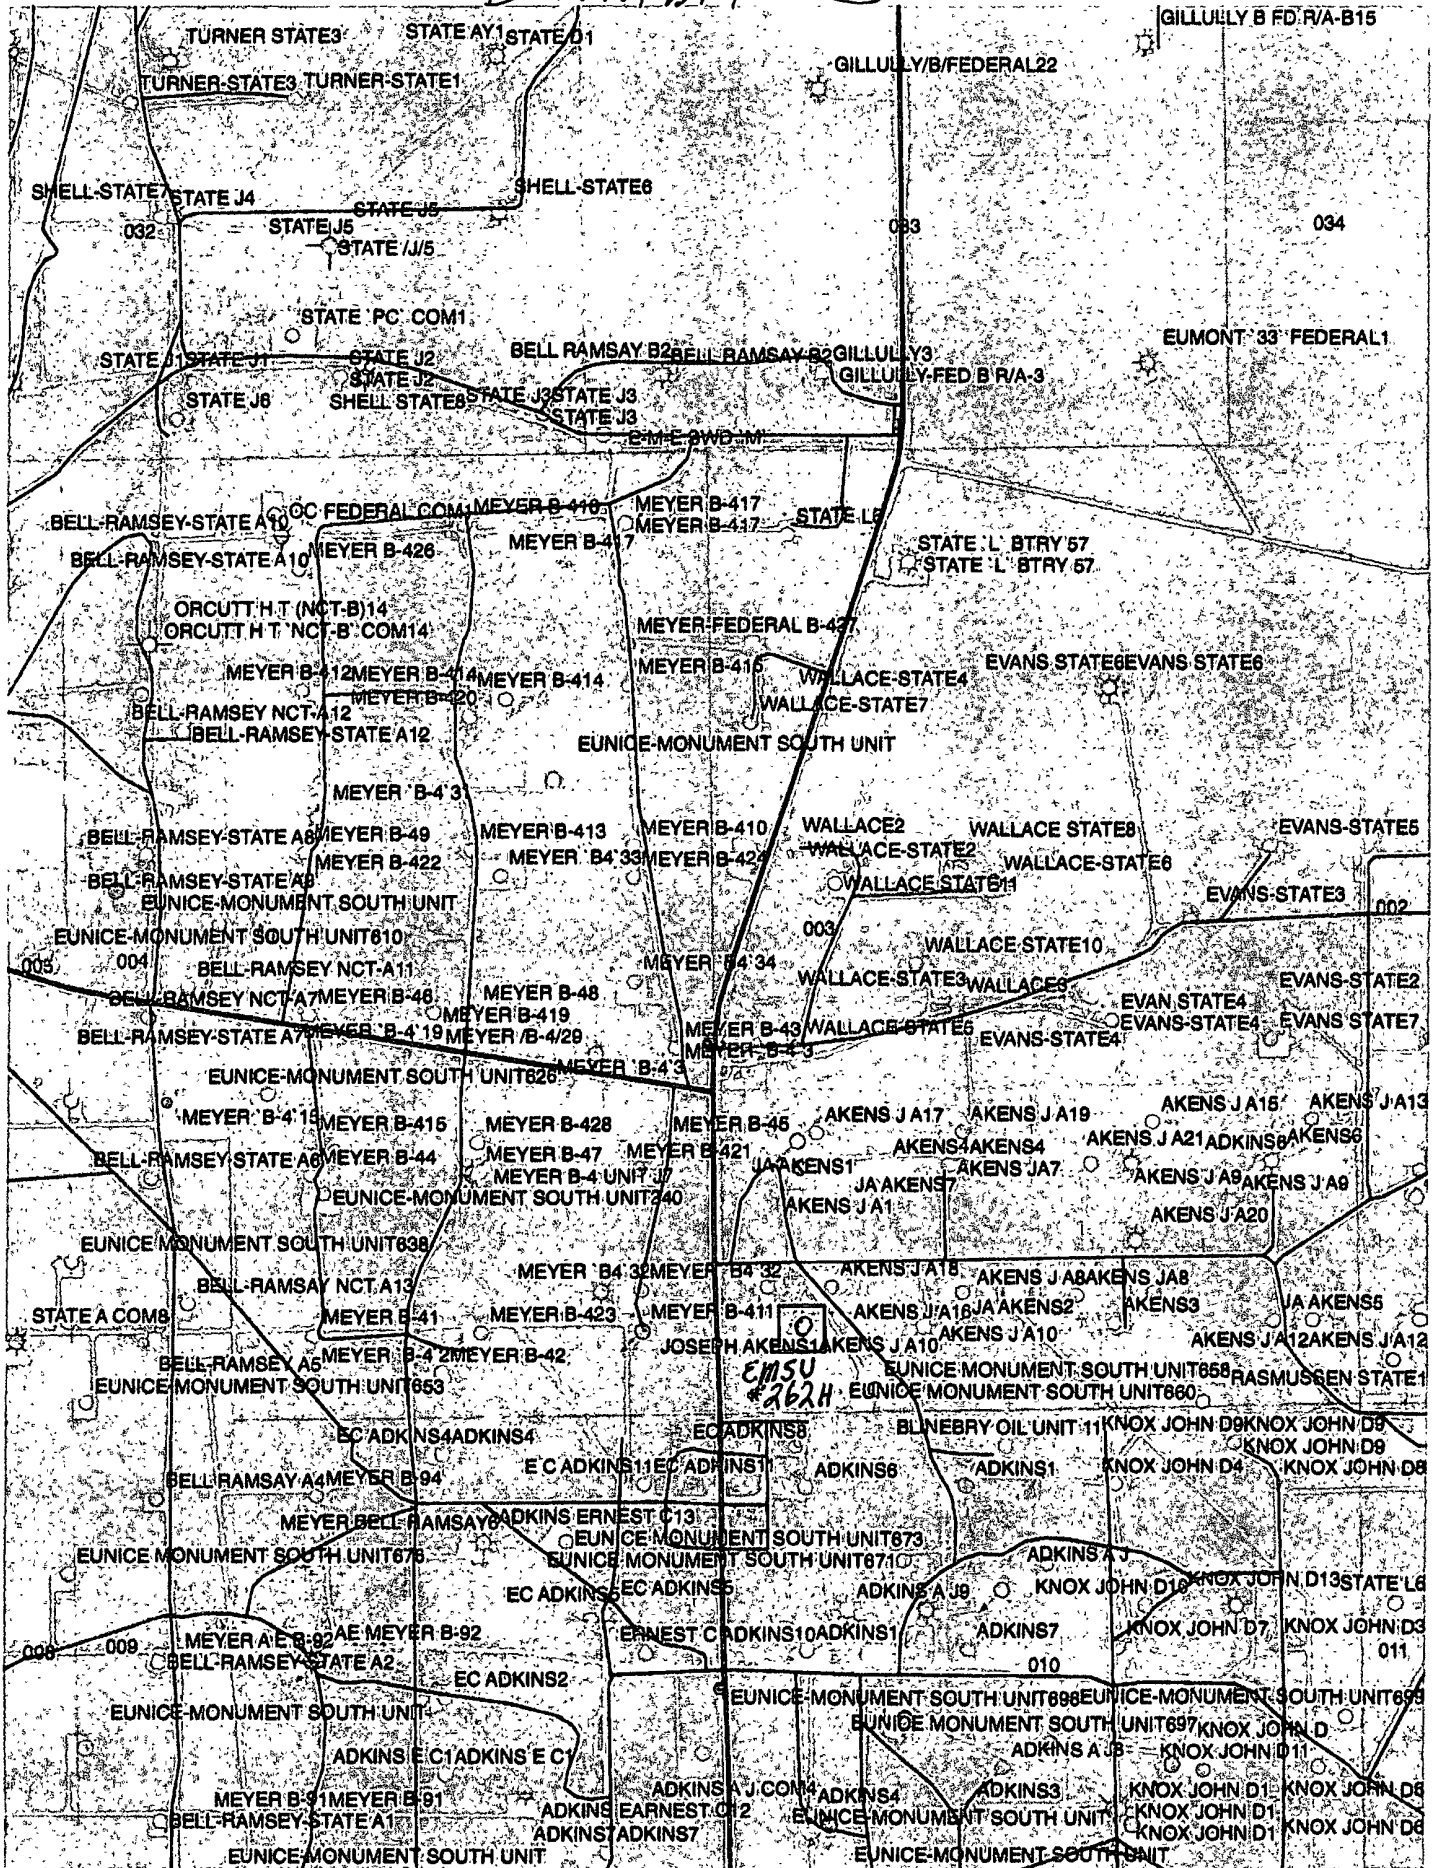 TURNER STATE3
STATE AY1
STATE D1
GILLULLY B FD R/A-B15
GILLULLY/B/FEDERAL22
TURNER-STATE3
TURNER-STATE1
SHELL-STATE7
STATE J4
SHELL-STATE6
STATE J5
032
STATE J5
033
034
STATE /J/5
STATE `PC` COM1
EUMONT `33` FEDERAL1
STATE J1
STATE J1
STATE J2
BELL RAMSAY B2
BELL RAMSAY B2
GILLULLY3
STATE J2
GILLULLY-FED B R/A-3
STATE J6
SHELL STATE8
STATE J3
STATE J3
STATE J3
E-M-E SWD `M`
OC FEDERAL COM1
MEYER B-418
MEYER B-417
BELL-RAMSEY-STATE A10
MEYER B-417
STATE L5
MEYER B-417
MEYER B-426
BELL-RAMSEY-STATE A10
STATE `L` BTRY 57
STATE `L` BTRY 57
ORCUTT H T (NCT-B)14
ORCUTT H T `NCT-B` COM14
MEYER-FEDERAL B-437
MEYER B-412
MEYER B-414
MEYER B-414
MEYER B-415
EVANS STATE6
EVANS STATE6
MEYER B-420
WALLACE-STATE4
BELL-RAMSEY NCT-A12
WALLACE-STATE7
BELL-RAMSEY-STATE A12
EUNICE-MONUMENT SOUTH UNIT
MEYER `B-4`3
BELL-RAMSEY-STATE A8
MEYER B-49
MEYER B-413
MEYER B-410
WALLACE2
WALLACE STATE8
EVANS-STATE5
MEYER B-422
MEYER `B4`33
MEYER B-424
WALLACE-STATE2
WALLACE-STATE6
BELL-RAMSEY-STATE A9
WALLACE STATE11
EUNICE-MONUMENT SOUTH UNIT
EVANS-STATE3
002
EUNICE-MONUMENT SOUTH UNIT610
003
WALLACE-STATE10
005
004
BELL-RAMSEY NCT-A11
MEYER `B4`34
WALLACE-STATE3
WALLACE3
EVANS-STATE2
BELL-RAMSEY NCT-A7
MEYER B-46
MEYER B-48
EVAN STATE4
BELL-RAMSEY-STATE A7
MEYER `B-4`19
MEYER B-419
MEYER /B-4/29
MEYER B-43
WALLACE-STATE5
EVANS-STATE4
EVANS STATE7
EVANS-STATE4
MEYER `B-4`3
MEYER `B-4`3
EUNICE-MONUMENT SOUTH UNIT626
MEYER `B-4`15
MEYER B-416
MEYER B-428
MEYER B-45
AKENS J A17
AKENS J A19
AKENS J A15
AKENS J A13
BELL-RAMSEY-STATE A6
MEYER B-44
MEYER B-47
MEYER B-421
AKENS4
AKENS4
AKENS J A21
ADKINS6
AKENS6
MEYER B-4 UNIT J7
JA AKENS1
AKENS JA7
EUNICE-MONUMENT SOUTH UNIT240
JA AKENS7
AKENS J A1
AKENS J A9
AKENS J A9
AKENS J A20
EUNICE MONUMENT SOUTH UNIT638
BELL-RAMSAY NCT A13
MEYER `B4`32
MEYER `B4`32
AKENS J A18
AKENS J A8
AKENS JA8
STATE A COM8
MEYER B-41
MEYER B-423
MEYER B-411
AKENS J A16
JA AKENS2
AKENS3
JA AKENS5
BELL-RAMSEY A5
MEYER `B-4`2
MEYER B-42
JOSEPH AKENS1
AKENS J A10
AKENS J A10
AKENS J A12
AKENS J A12
EUNICE-MONUMENT SOUTH UNIT653
EMSU
#262H
EUNICE MONUMENT SOUTH UNIT658
RASMUSSEN STATE1
EUNICE MONUMENT SOUTH UNIT660
EC ADKINS4
ADKINS4
EC ADKINS8
BLINEBRY OIL UNIT 11
KNOX JOHN D9
KNOX JOHN D9
KNOX JOHN D9
BELL RAMSAY A4
MEYER B-94
E C ADKINS11
EC ADKINS11
ADKINS6
ADKINS1
KNOX JOHN D4
KNOX JOHN D8
MEYER BELL-RAMSAY6
ADKINS ERNEST C13
EUNICE MONUMENT SOUTH UNIT673
EUNICE MONUMENT SOUTH UNIT676
EUNICE MONUMENT SOUTH UNIT671
ADKINS A J
EC ADKINS5
EC ADKINS5
ADKINS A J9
KNOX JOHN D10
KNOX JOHN D13
STATE L6
008
009
MEYER A E B-92
AE MEYER B-92
ERNEST C ADKINS10
ADKINS1
ADKINS7
KNOX JOHN D7
KNOX JOHN D3
BELL-RAMSEY-STATE A2
EC ADKINS2
010
011
EUNICE-MONUMENT SOUTH UNIT
EUNICE-MONUMENT SOUTH UNIT698
EUNICE-MONUMENT SOUTH UNIT699
EUNICE MONUMENT SOUTH UNIT697
KNOX JOHN D
ADKINS E C1
ADKINS E C1
ADKINS A J3
KNOX JOHN D11
MEYER B-91
MEYER B-91
ADKINS A J COM4
ADKINS4
ADKINS3
KNOX JOHN D1
KNOX JOHN D6
BELL-RAMSEY-STATE A1
ADKINS EARNEST C12
EUNICE-MONUMENT SOUTH UNIT
KNOX JOHN D1
ADKINS7
ADKINS7
KNOX JOHN D1
KNOX JOHN D6
EUNICE-MONUMENT SOUTH UNIT
EUNICE-MONUMENT SOUTH UNIT